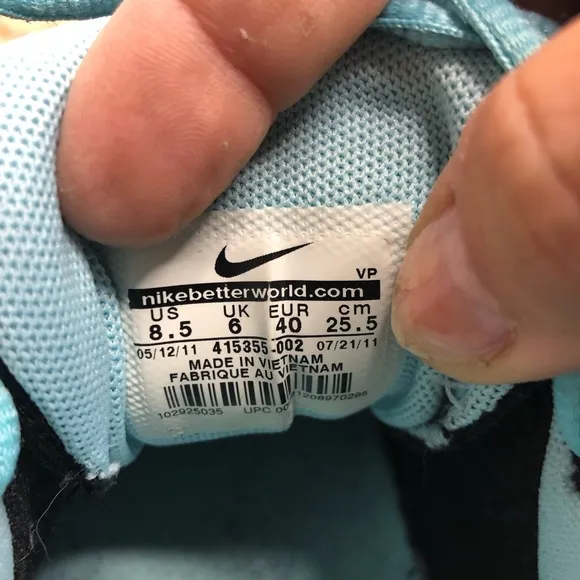 VP
nikebetterworld.com
US UK EUR cm
8.5 6 40 25.5
05/12/11 415355-002 07/21/11
MADE IN VIETNAM
FABRIQUE AU VIETNAM
102925035 UPC